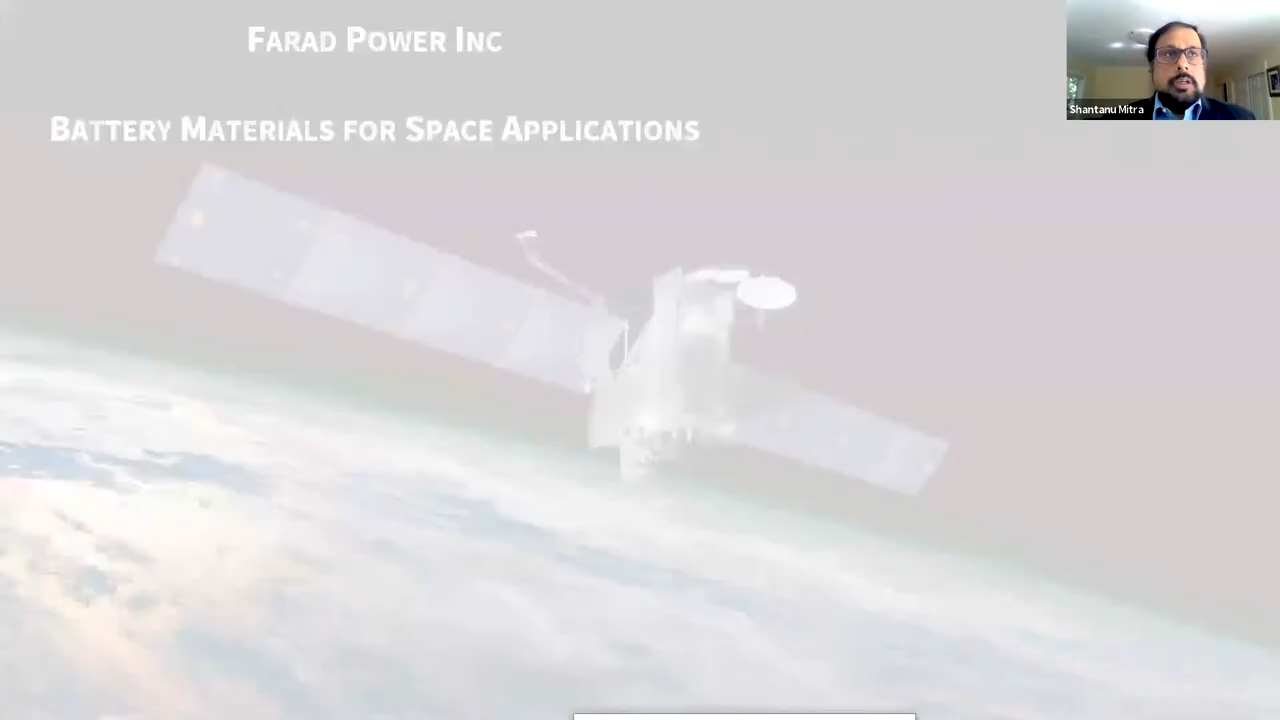 FARAD POWER INC
BATTERY MATERIALS FOR SPACE APPLICATIONS
Shantanu Mitra